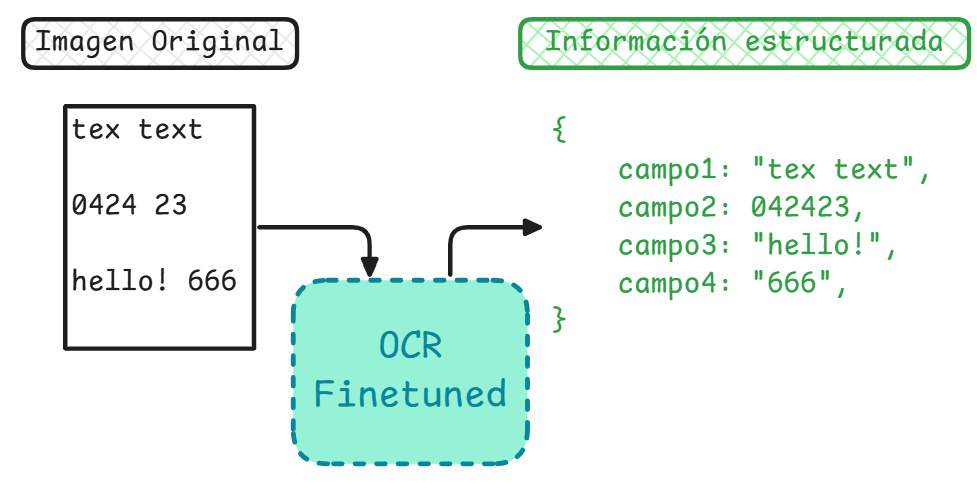 Imagen Original
Información estructurada
tex text
0424 23
hello! 666
OCR
Finetuned
{
campo1: "tex text",
campo2: 042423,
campo3: "hello!",
campo4: "666",
}